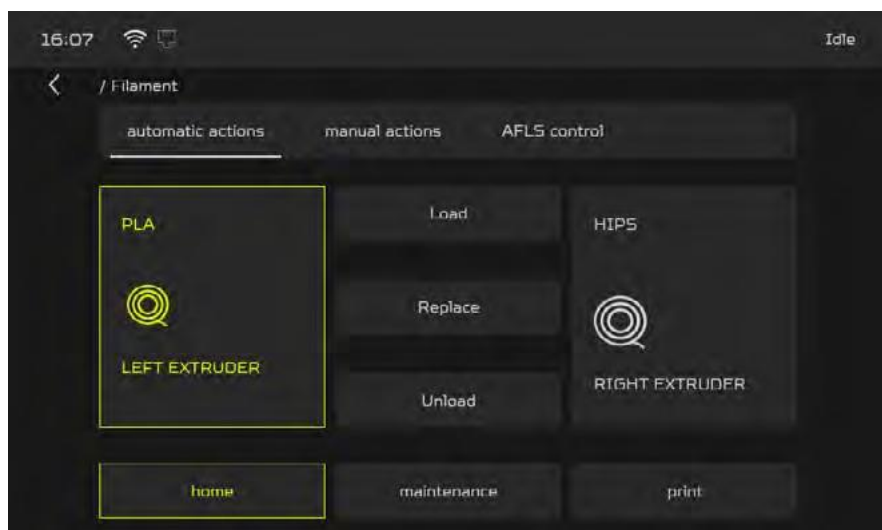 16:07
Idle
/ Filament
automatic actions manual actions AFLS control
PLA
LEFT EXTRUDER
Load
Replace
Unload
HIPS
RIGHT EXTRUDER
home maintenance print